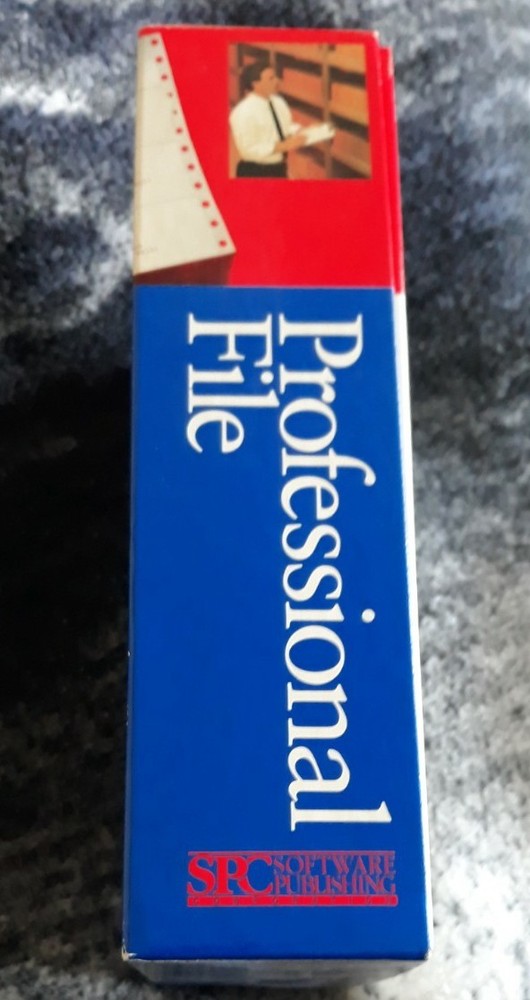 Professional
File
SPC SOFTWARE
PUBLISHING